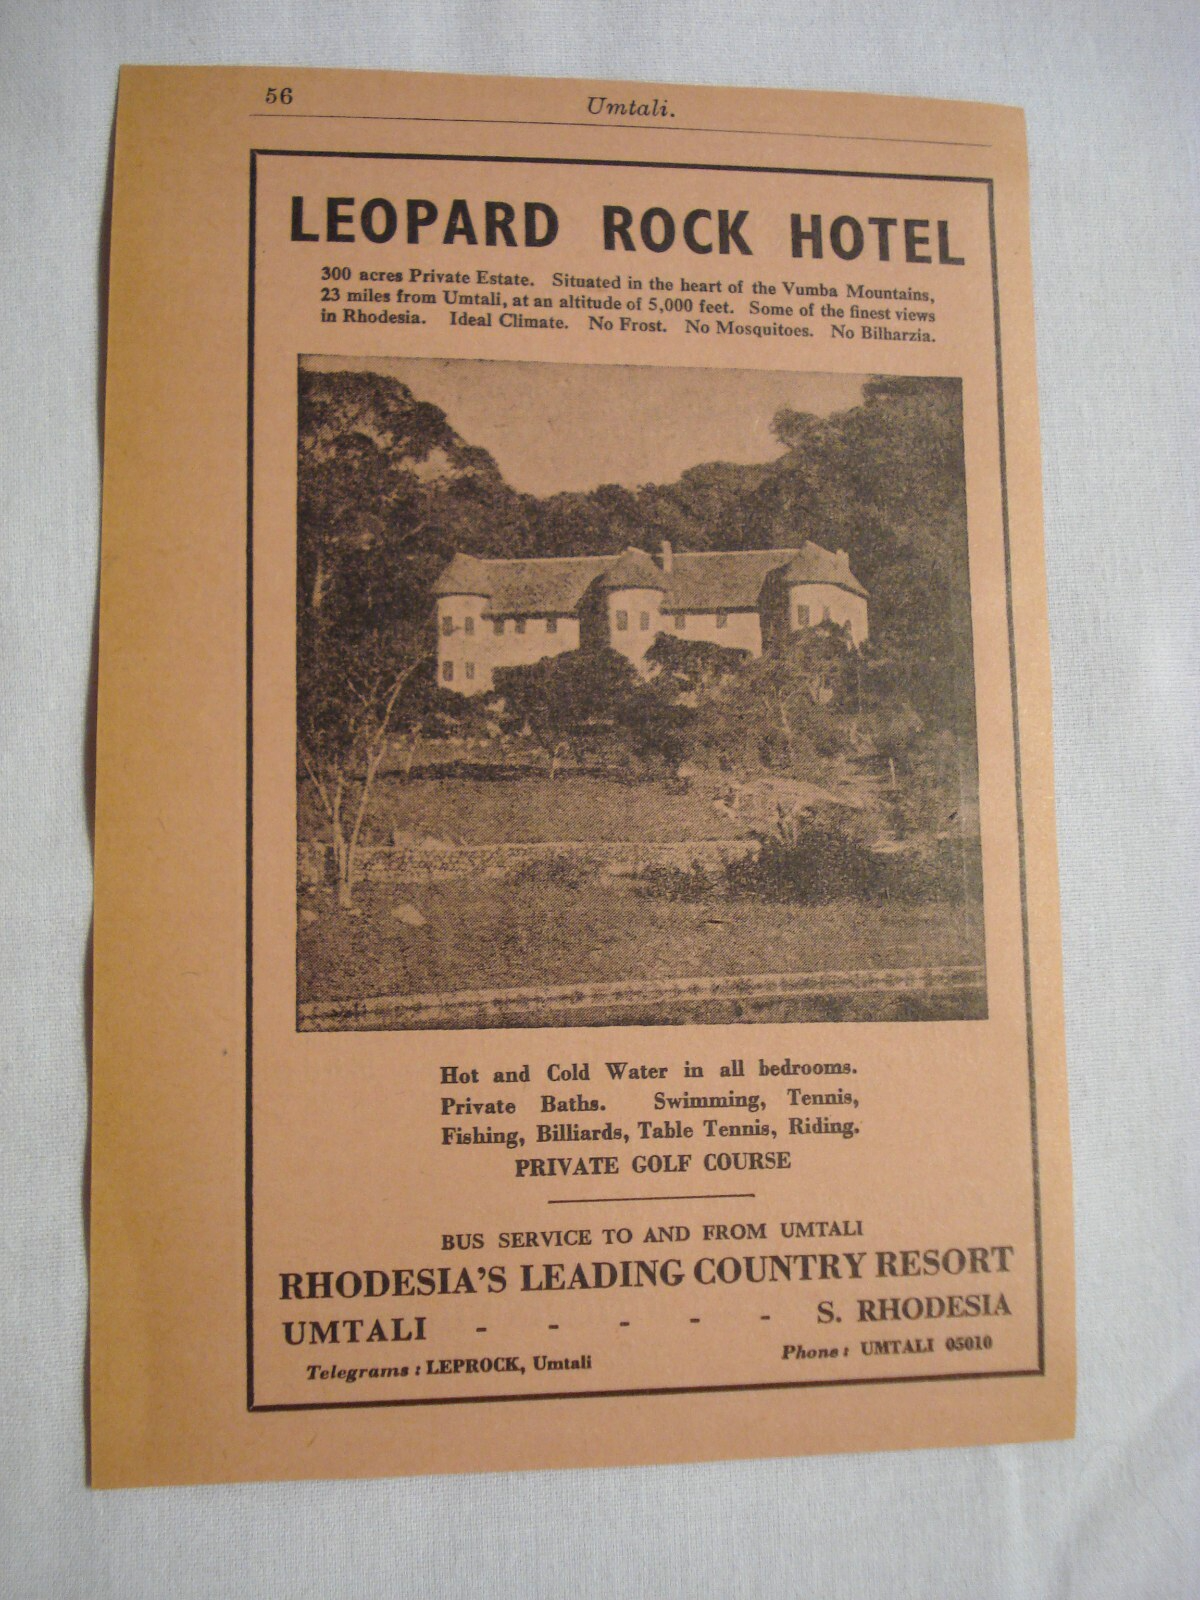 56
Umtali.
LEOPARD ROCK HOTEL
300 acres Private Estate. Situated in the heart of the Vumba Mountains,
23 miles from Umtali, at an altitude of 5,000 feet. Some of the finest views
in Rhodesia. Ideal Climate. No Frost. No Mosquitoes. No Bilharzia.
Hot and Cold Water in all bedrooms.
Private Baths. Swimming, Tennis,
Fishing, Billiards, Table Tennis, Riding.
PRIVATE GOLF COURSE
BUS SERVICE TO AND FROM UMTALI
RHODESIA'S LEADING COUNTRY RESORT
UMTALI - - - - - S. RHODESIA
Telegrams : LEPROCK, Umtali
Phone : UMTALI 05010